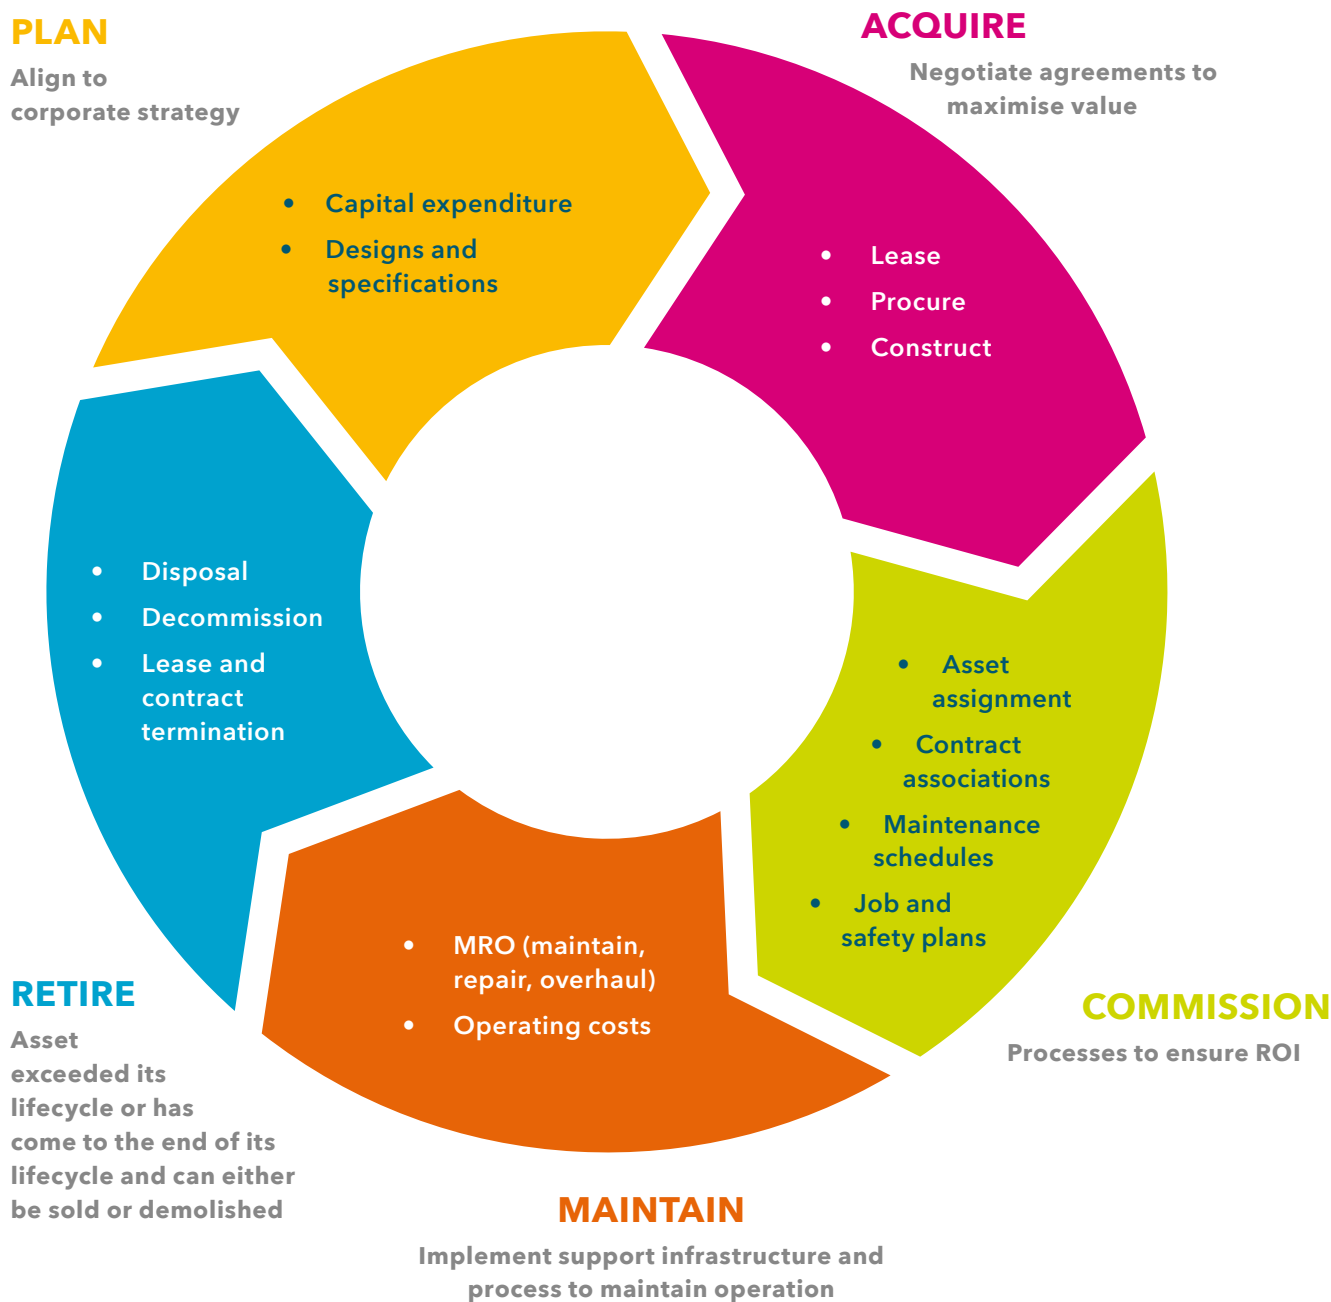 PLAN
Align to
corporate strategy
• Capital expenditure
• Designs and
specifications
ACQUIRE
Negotiate agreements to
maximise value
• Lease
• Procure
• Construct
• Asset
assignment
• Contract
associations
• Maintenance
schedules
• Job and
safety plans
COMMISSION
Processes to ensure ROI
• MRO (maintain,
repair, overhaul)
• Operating costs
MAINTAIN
Implement support infrastructure and
process to maintain operation
• Disposal
• Decommission
• Lease and
contract
termination
RETIRE
Asset
exceeded its
lifecycle or has
come to the end of its
lifecycle and can either
be sold or demolished